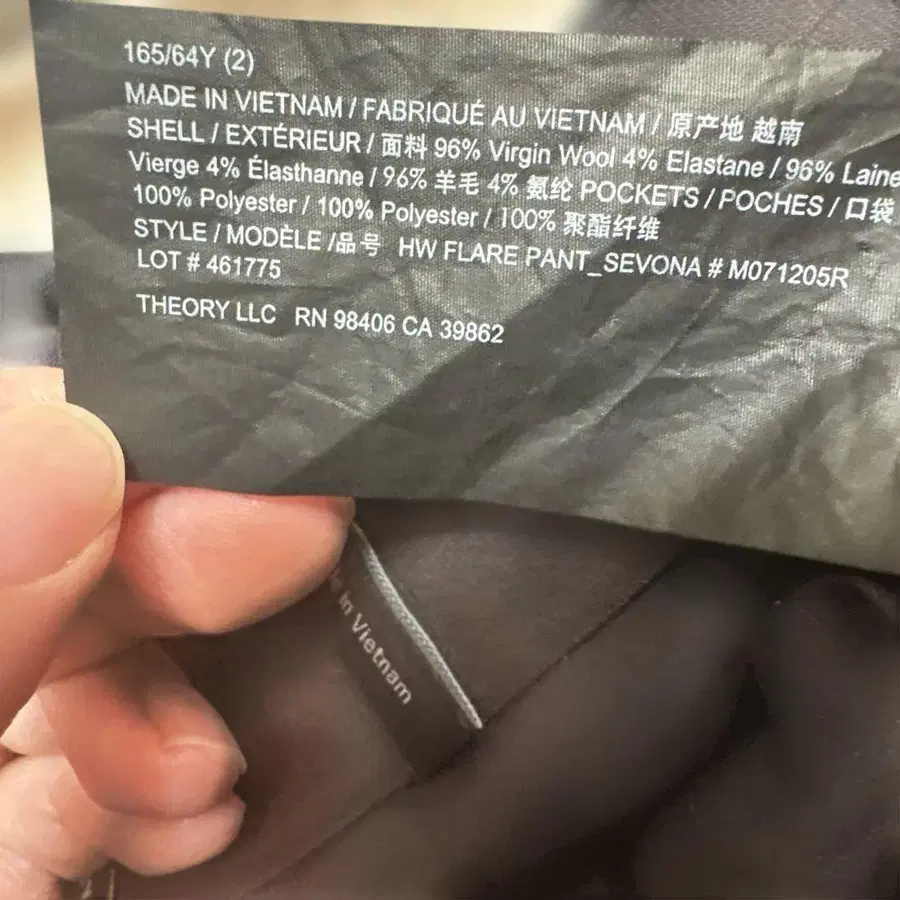 165/64Y (2)
MADE IN VIETNAM / FABRIQUÉ AU VIETNAM / 原产地 越南
SHELL / EXTÉRIEUR / 面料 96% Virgin Wool 4% Elastane / 96% Laine
Vierge 4% Élasthanne / 96% 羊毛 4% 氨纶 POCKETS / POCHES / 口袋
100% Polyester / 100% Polyester / 100% 聚酯纤维
STYLE / MODÈLE /品号 HW FLARE PANT_SEVONA # M071205R
LOT # 461775
THEORY LLC RN 98406 CA 39862
in Vietnam